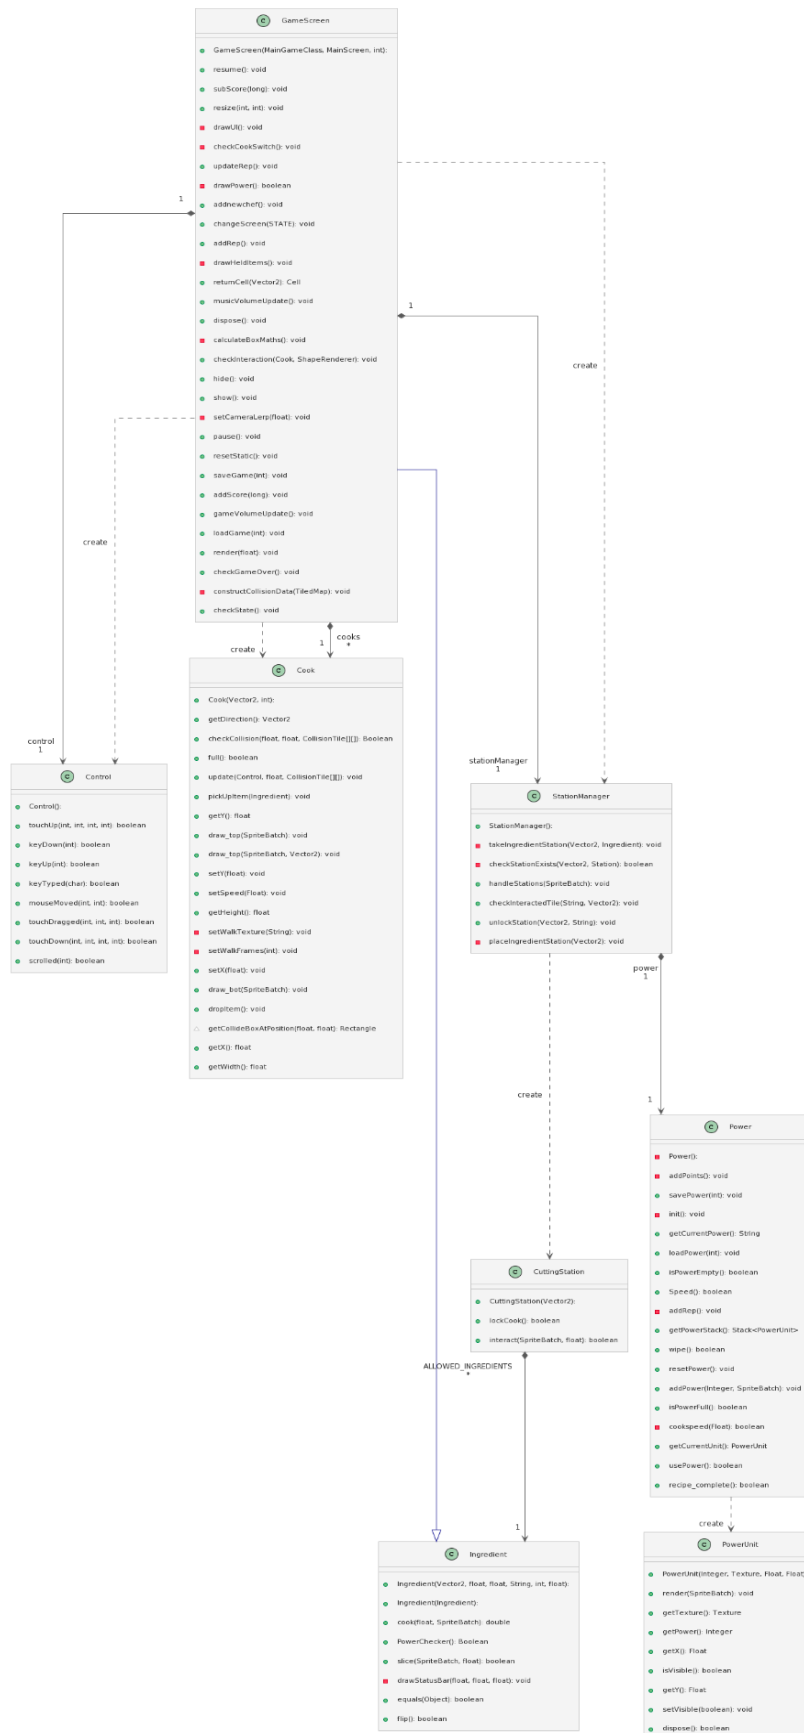 C GameScreen
GameScreen(MainGameClass, MainScreen, int):
resume(): void
subScore(long): void
resize(int, int): void
drawUI(): void
checkCookSwitch(): void
updateRep(): void
drawPower(): boolean
addnewchef(): void
changeScreen(STATE): void
addRep(): void
drawHeldItems(): void
returnCell(Vector2): Cell
musicVolumeUpdate(): void
dispose(): void
calculateBoxMaths(): void
checkInteraction(Cook, ShapeRenderer): void
hide(): void
show(): void
setCameraLerp(float): void
pause(): void
resetStatic(): void
saveGame(int): void
addScore(long): void
gameVolumeUpdate(): void
loadGame(int): void
render(float): void
checkGameOver(): void
constructCollisionData(TiledMap): void
checkState(): void
1
1
create
create
create
1
cooks
*
control
1
stationManager
1
C Cook
Cook(Vector2, int):
getDirection(): Vector2
checkCollision(float, float, CollisionTile[][]): Boolean
full(): boolean
update(Control, float, CollisionTile[][]): void
pickUpItem(Ingredient): void
getY(): float
draw_top(SpriteBatch): void
draw_top(SpriteBatch, Vector2): void
setY(float): void
setSpeed(Float): void
getHeight(): float
setWalkTexture(String): void
setWalkFrames(int): void
setX(float): void
draw_bot(SpriteBatch): void
dropItem(): void
getCollideBoxAtPosition(float, float): Rectangle
getX(): float
getWidth(): float
C Control
Control():
touchUp(int, int, int, int): boolean
keyDown(int): boolean
keyUp(int): boolean
keyTyped(char): boolean
mouseMoved(int, int): boolean
touchDragged(int, int, int): boolean
touchDown(int, int, int, int): boolean
scrolled(int): boolean
C StationManager
StationManager():
takeIngredientStation(Vector2, Ingredient): void
checkStationExists(Vector2, Station): boolean
handleStations(SpriteBatch): void
checkInteractedTile(String, Vector2): void
unlockStation(Vector2, String): void
placeIngredientStation(Vector2): void
power
1
create
1
C Power
Power():
addPoints(): void
savePower(int): void
init(): void
getCurrentPower(): String
loadPower(int): void
isPowerEmpty(): boolean
Speed(): boolean
addRep(): void
getPowerStack(): Stack<PowerUnit>
wipe(): boolean
resetPower(): void
addPower(Integer, SpriteBatch): void
isPowerFull(): boolean
cookspeed(Float): boolean
getCurrentUnit(): PowerUnit
usePower(): boolean
recipe_complete(): boolean
C CuttingStation
CuttingStation(Vector2):
lockCook(): boolean
interact(SpriteBatch, float): boolean
ALLOWED_INGREDIENTS
*
1
create
C Ingredient
Ingredient(Vector2, float, float, String, int, float):
Ingredient(Ingredient):
cook(float, SpriteBatch): double
PowerChecker(): Boolean
slice(SpriteBatch, float): boolean
drawStatusBar(float, float, float): void
equals(Object): boolean
flip(): boolean
C PowerUnit
PowerUnit(Integer, Texture, Float, Float)
render(SpriteBatch): void
getTexture(): Texture
getPower(): Integer
getX(): Float
isVisible(): boolean
getY(): Float
setVisible(boolean): void
dispose(): boolean